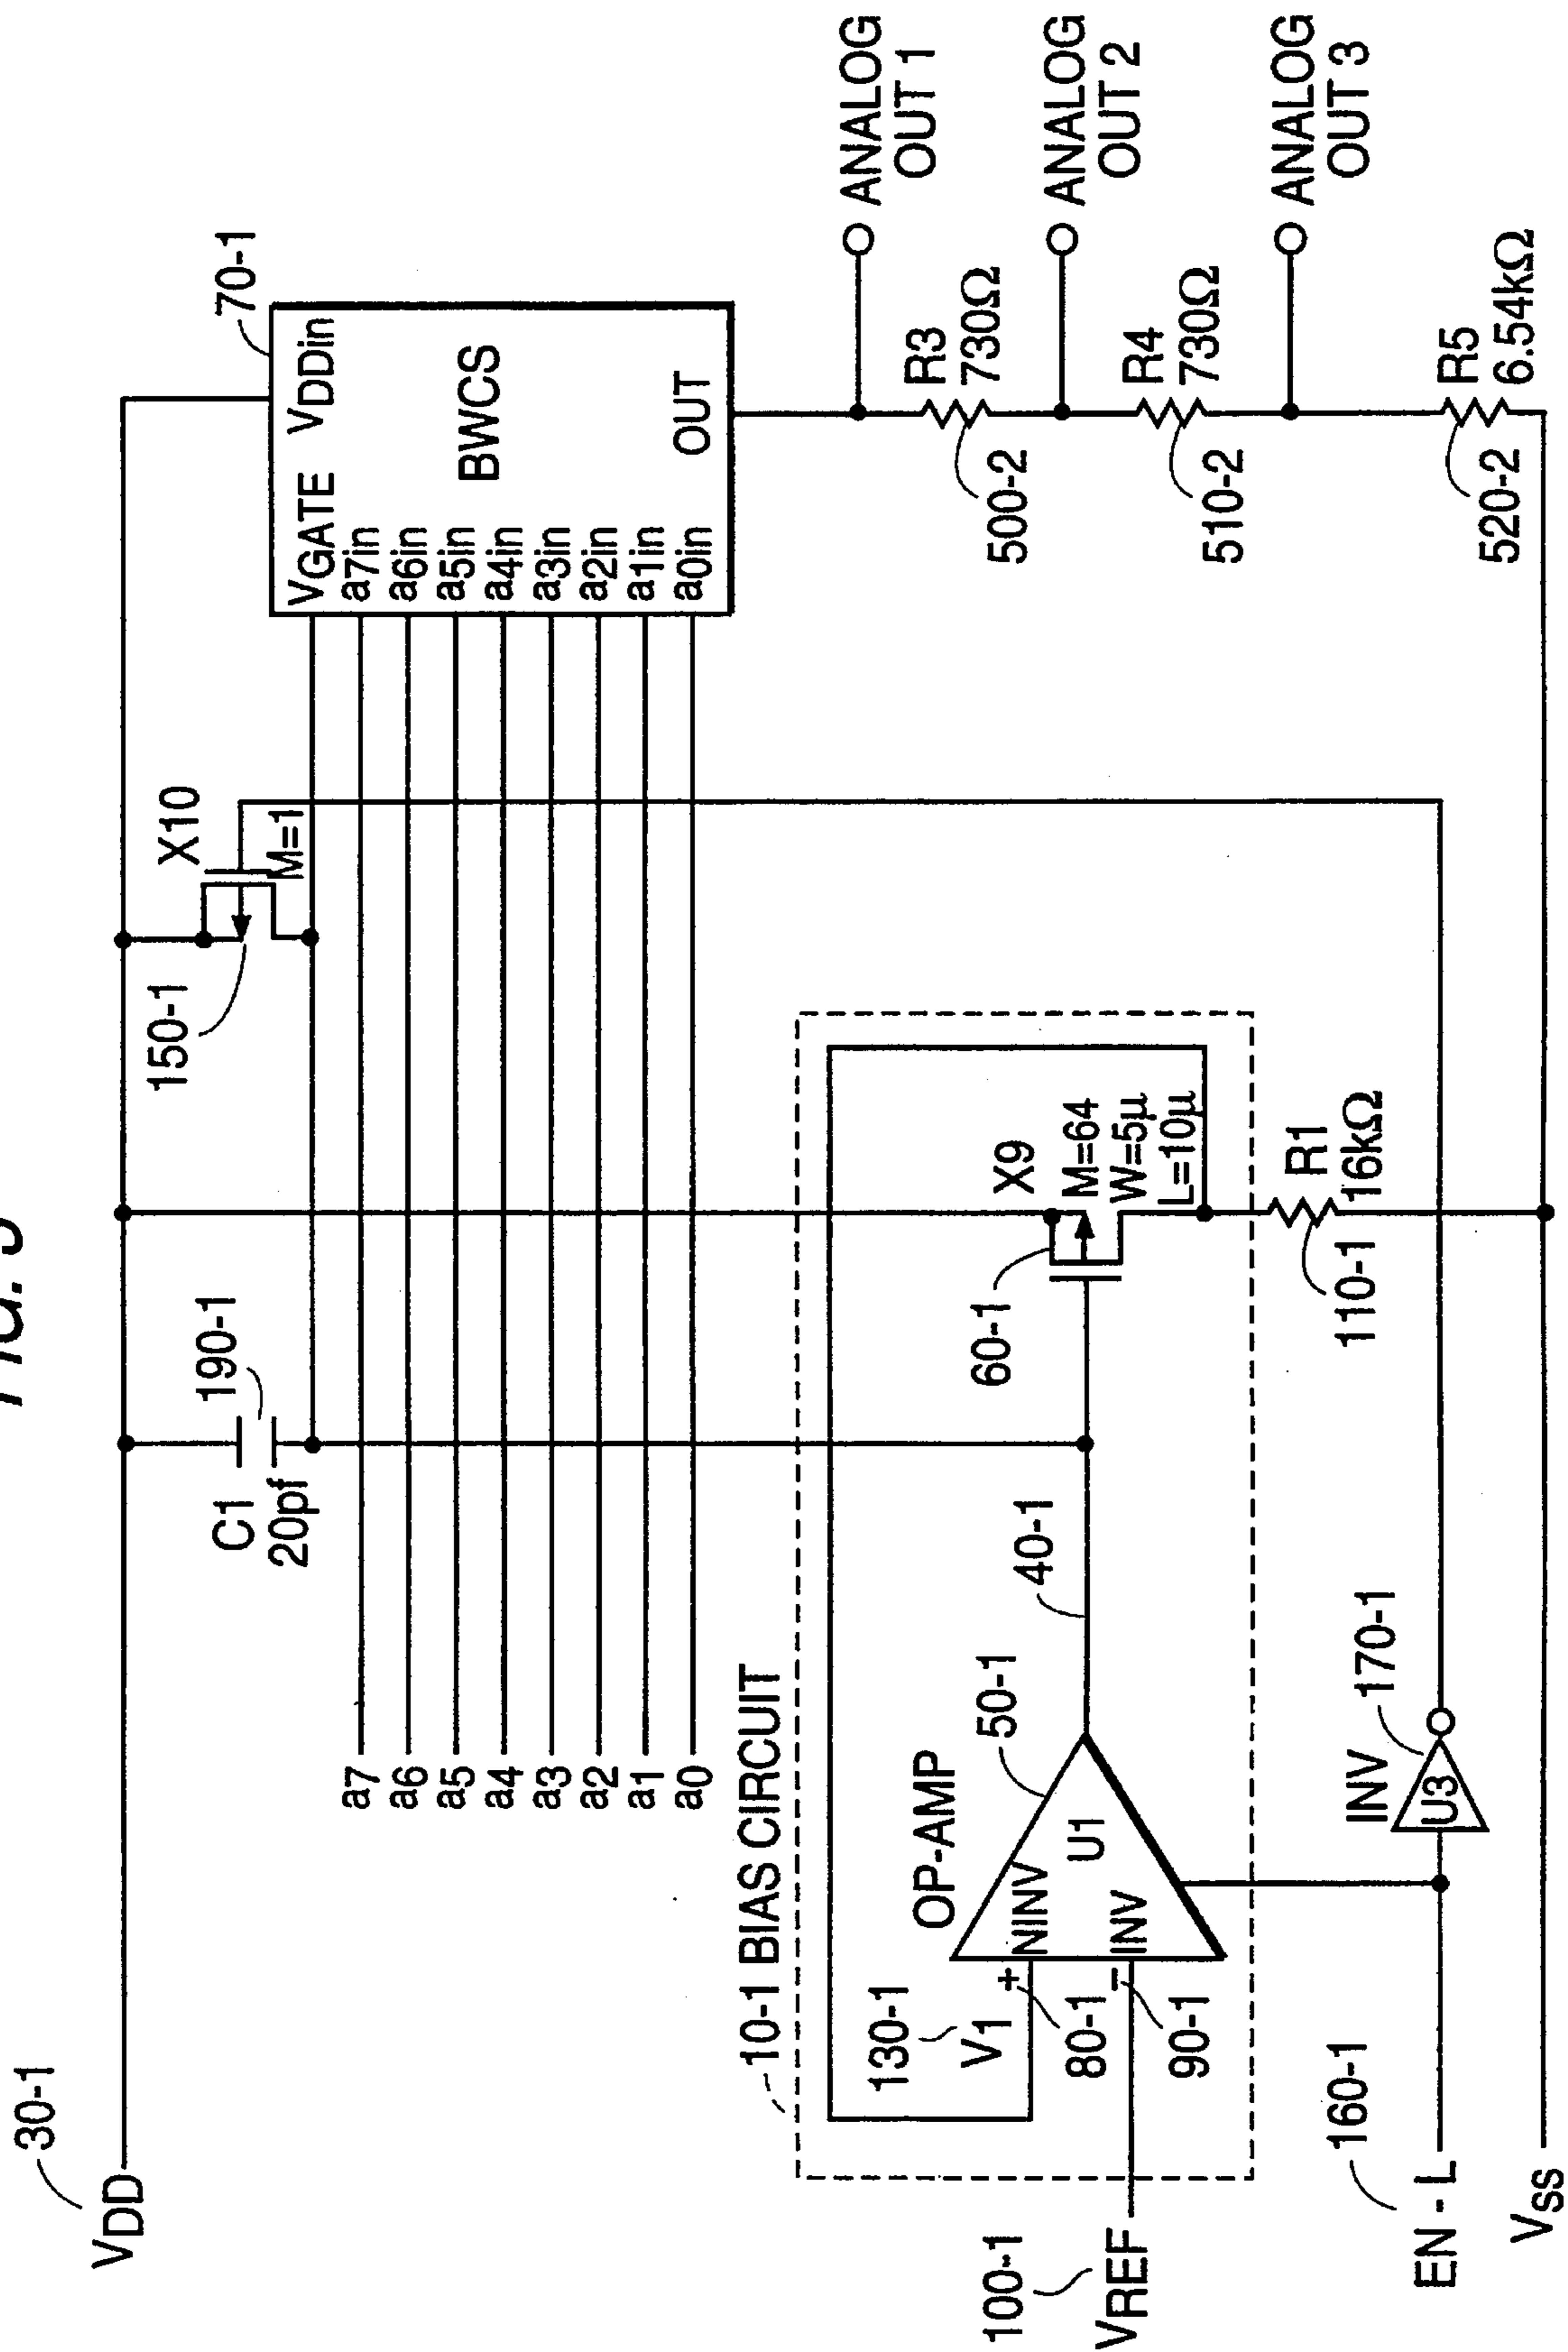 FIG.
30-1
VDD
C1
20pf
190-1
150-1
X10
M=1
70-1
VGATE VDDin
a7in
a6in
a5in
a4in
a3in
a2in
a1in
a0in
BWCS
OUT
a7
a6
a5
a4
a3
a2
a1
a0
10-1 BIAS CIRCUIT
130-1
V1
80-1
90-1
+
−
OP-AMP
NINV
INV
U1
50-1
40-1
60-1
X9
M=64
W=5µ
L=10µ
100-1
VREF
110-1
R1
16kΩ
160-1
EN - L
INV
U3
170-1
VSS
ANALOG
OUT 1
R3
730Ω
500-2
ANALOG
OUT 2
R4
730Ω
510-2
ANALOG
OUT 3
R5
6.54kΩ
520-2